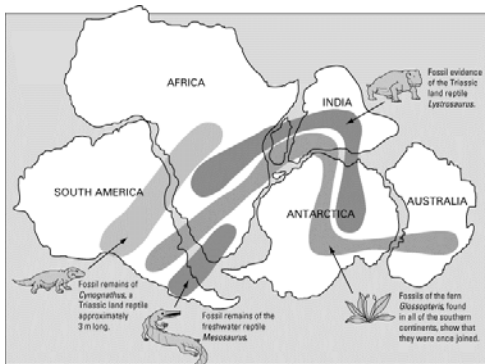 AFRICA
INDIA
Fossil evidence
of the Triassic
land reptile
Lystrosaurus.
SOUTH AMERICA
ANTARCTICA
AUSTRALIA
Fossil remains of
Cynognathus, a
Triassic land reptile
approximately
3 m long.
Fossil remains of the
freshwater reptile
Mesosaurus.
Fossils of the fern
Glossopteris, found
in all of the southern
continents, show that
they were once joined.